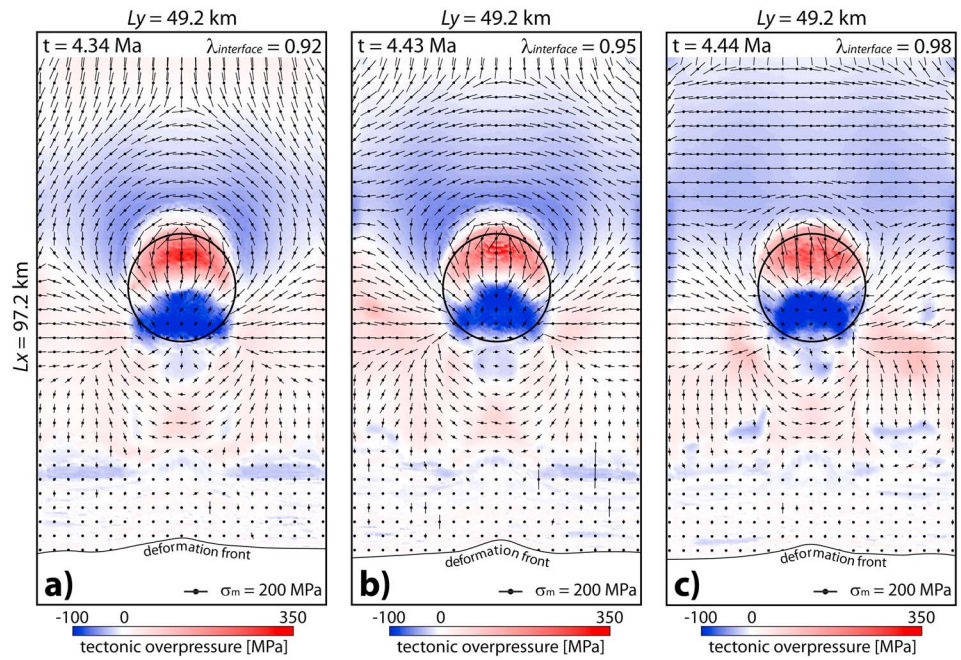 Ly = 49.2 km
Ly = 49.2 km
Ly = 49.2 km
t = 4.34 Ma λinterface = 0.92
t = 4.43 Ma λinterface = 0.95
t = 4.44 Ma λinterface = 0.98
Lx = 97.2 km
deformation front
deformation front
deformation front
a) σm = 200 MPa
b) σm = 200 MPa
c) σm = 200 MPa
-100 0 350
-100 0 350
-100 0 350
tectonic overpressure [MPa]
tectonic overpressure [MPa]
tectonic overpressure [MPa]